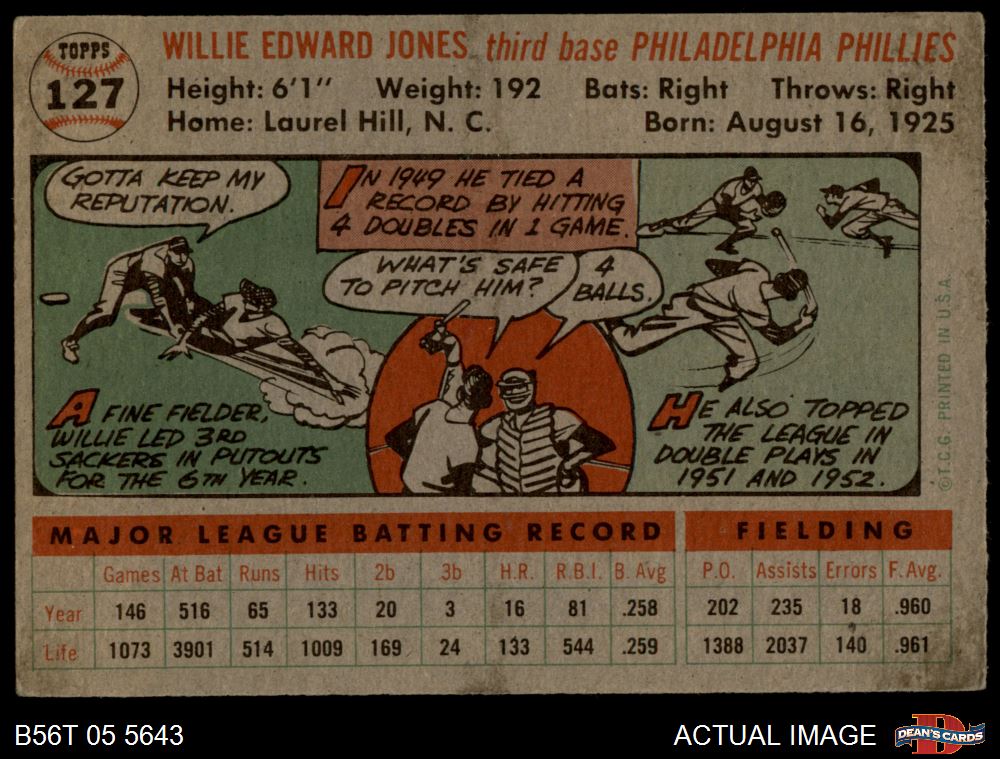 TOPPS
127
WILLIE EDWARD JONES third base PHILADELPHIA PHILLIES
Height: 6'1" Weight: 192 Bats: Right Throws: Right
Home: Laurel Hill, N. C. Born: August 16, 1925
GOTTA KEEP MY
REPUTATION.
IN 1949 HE TIED A
RECORD BY HITTING
4 DOUBLES IN 1 GAME.
WHAT'S SAFE
TO PITCH HIM?
4
BALLS.
A FINE FIELDER,
WILLIE LED 3RD
SACKERS IN PUTOUTS
FOR THE 6TH YEAR.
HE ALSO TOPPED
THE LEAGUE IN
DOUBLE PLAYS IN
1951 AND 1952.
© T.C.G. PRINTED IN U.S.A.
MAJOR LEAGUE BATTING RECORD FIELDING
Games At Bat Runs Hits 2b 3b H.R. R.B.I. B. Avg P.O. Assists Errors F. Avg.
Year 146 516 65 133 20 3 16 81 .258 202 235 18 .960
Life 1073 3901 514 1009 169 24 133 544 .259 1388 2037 140 .961
B56T 05 5643 ACTUAL IMAGE
DEAN'S CARDS